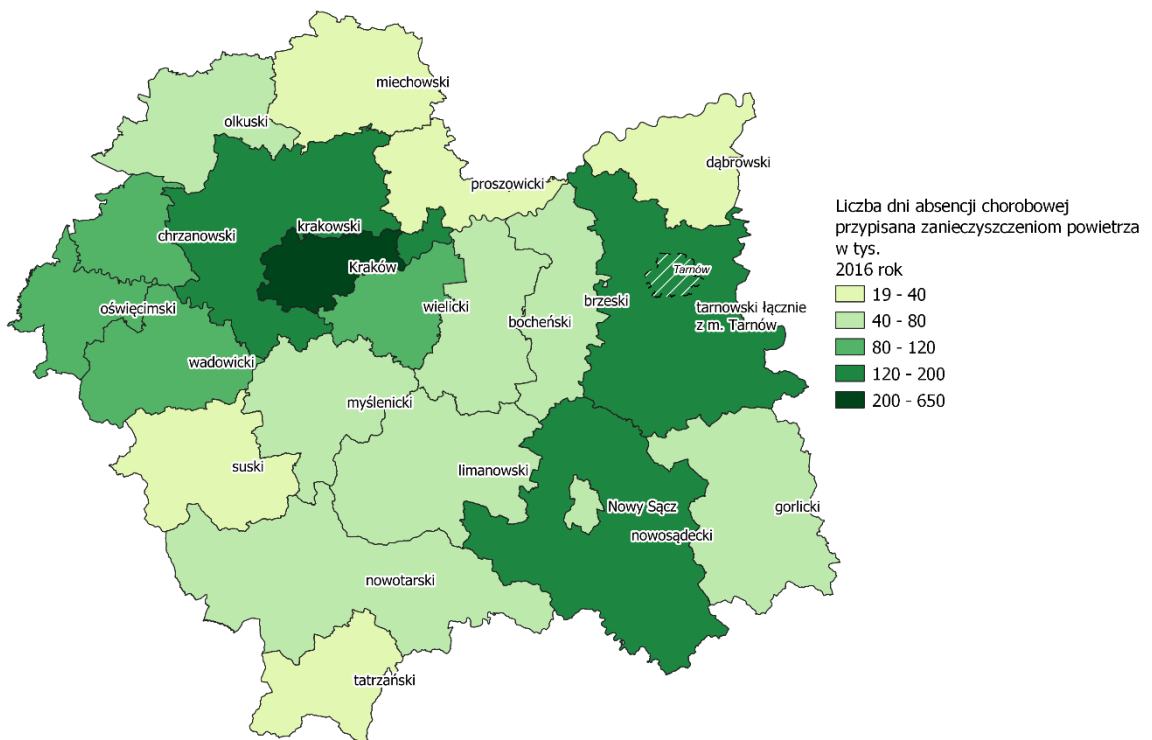 miechowski
olkuski
dąbrowski
proszowicki
krakowski
chrzanowski
Kraków
Tarnów
oświęcimski
wielicki
bocheński
brzeski
tarnowski łącznie
z m. Tarnów
wadowicki
myślenicki
suski
limanowski
Nowy Sącz
gorlicki
nowosądecki
nowotarski
tatrzański
Liczba dni absencji chorobowej
przypisana zanieczyszczeniom powietrza
w tys.
2016 rok
19 - 40
40 - 80
80 - 120
120 - 200
200 - 650